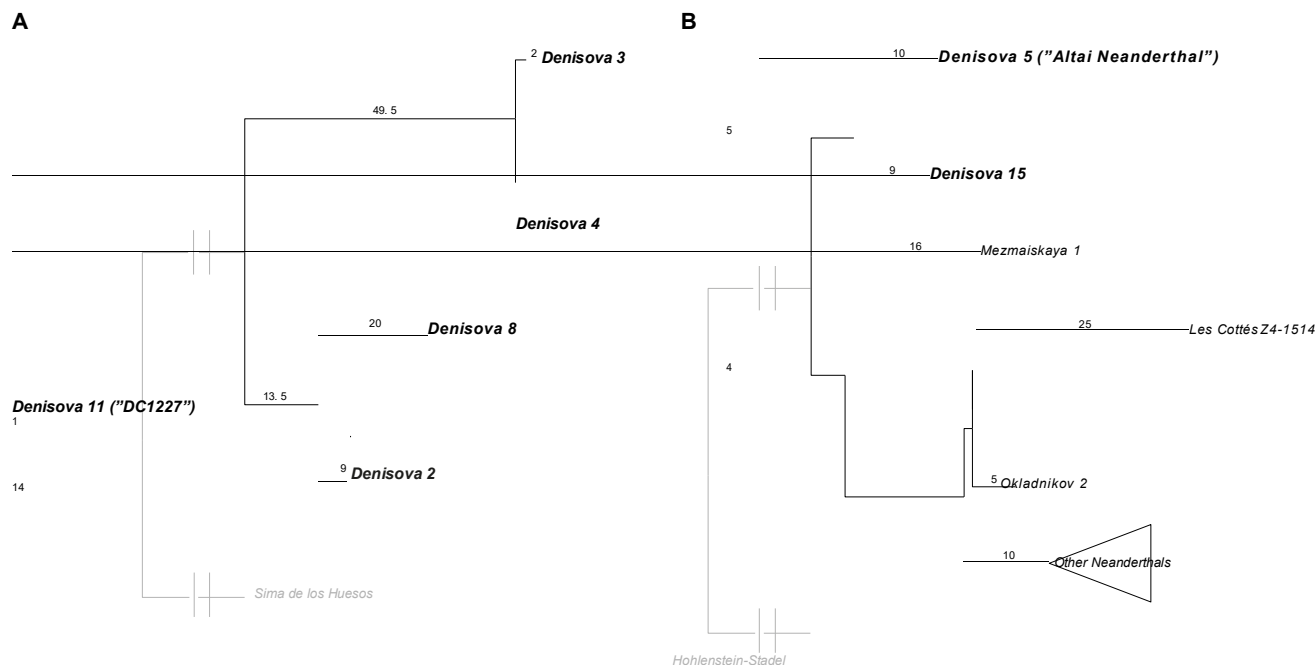 A
2 Denisova 3
49. 5
Denisova 4
20
Denisova 8
Denisova 11 (”DC1227”)
1
13. 5
9 Denisova 2
14
Sima de los Huesos
B
10
Denisova 5 (”Altai Neanderthal”)
5
9
Denisova 15
16
Mezmaiskaya 1
25
Les Cottés Z4-1514
4
5 Okladnikov 2
10
Other Neanderthals
Hohlenstein-Stadel